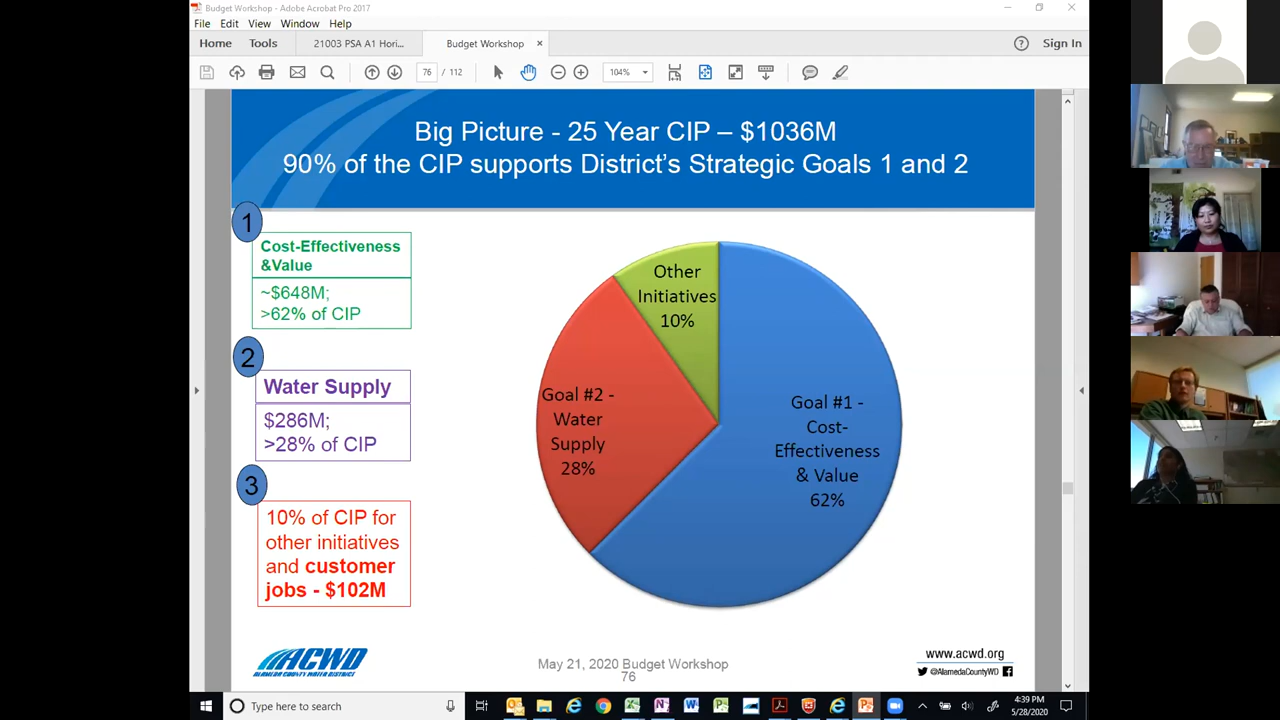 Budget Workshop - Adobe Acrobat Pro 2017
File Edit View Window Help
Home Tools 21003 PSA A1 Hori... Budget Workshop × Sign In
76 / 112 104%
Big Picture - 25 Year CIP – $1036M
90% of the CIP supports District's Strategic Goals 1 and 2
1
Cost-Effectiveness
&Value
~$648M;
>62% of CIP
2
Water Supply
$286M;
>28% of CIP
3
10% of CIP for
other initiatives
and customer
jobs - $102M
Other
Initiatives
10%
Goal #2 -
Water
Supply
28%
Goal #1 -
Cost-
Effectiveness
& Value
62%
ACWD
ALAMEDA COUNTY WATER DISTRICT
May 21, 2020 Budget Workshop
76
www.acwd.org
@AlamedaCountyWD
Type here to search
4:39 PM
5/28/2020